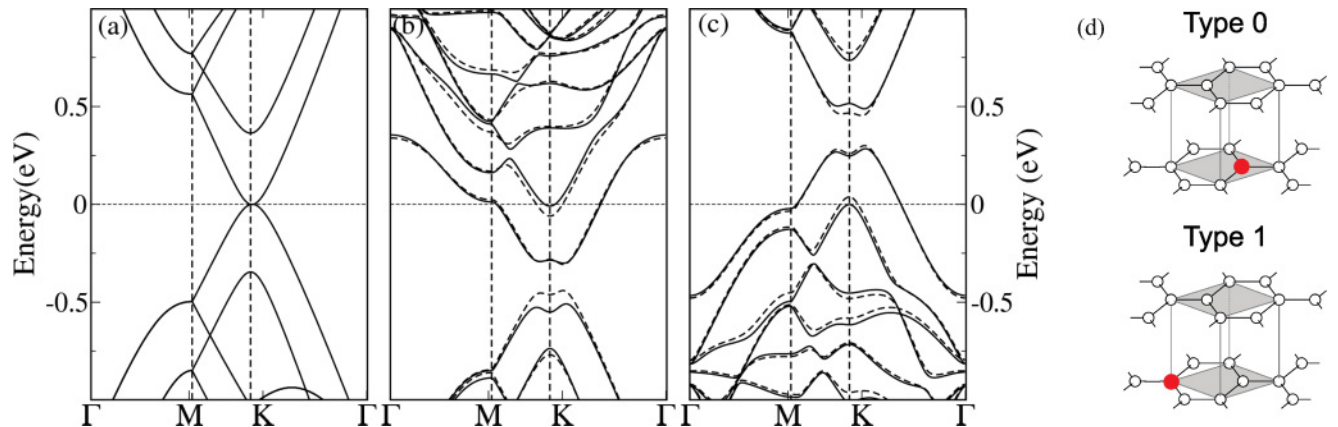 (a)
(b)
(c)
(d)
Type 0
Type 1
Energy(eV)
0.5
0
-0.5
Γ M K Γ
Γ M K Γ
Γ M K Γ
0.5
0
-0.5
Energy (eV)